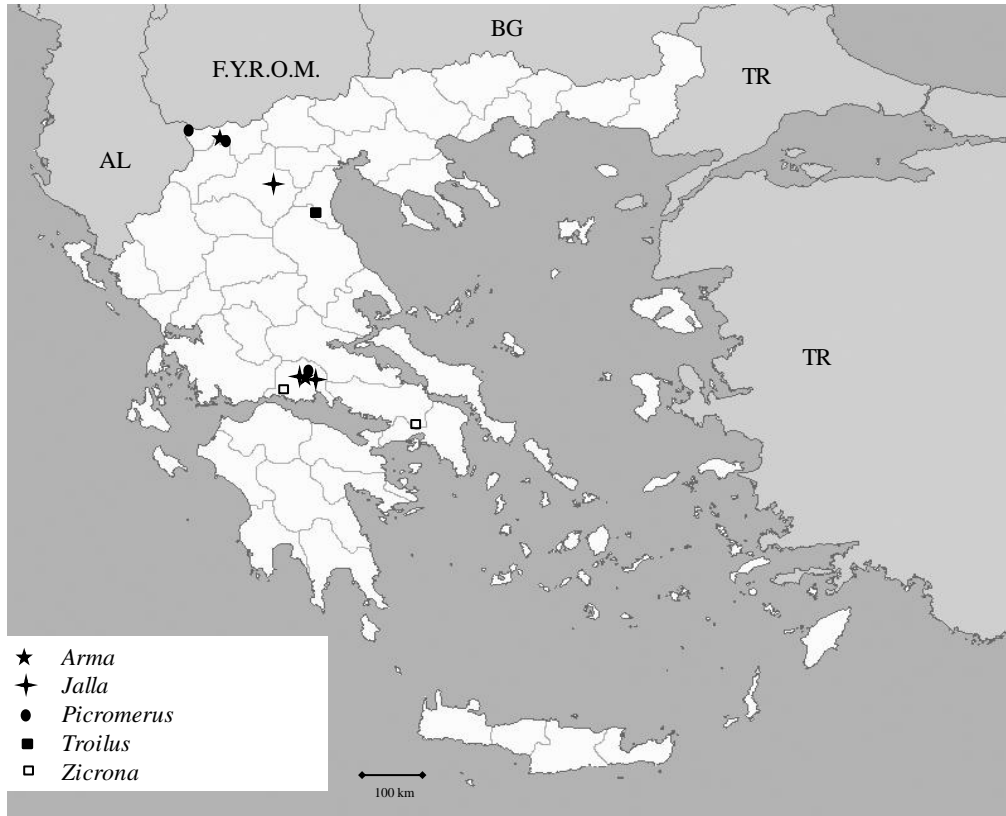 BG
F.Y.R.O.M.
TR
AL
TR
Arma
Jalla
Picromerus
Troilus
Zicrona
100 km